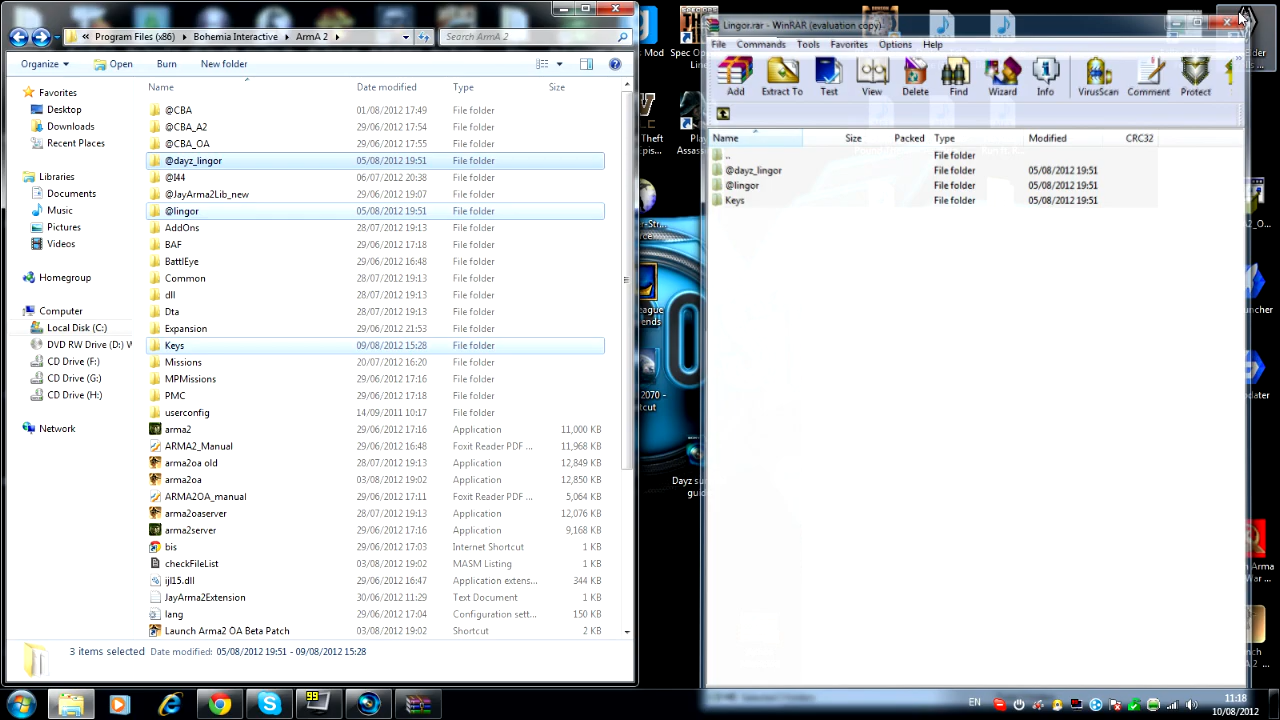 Program Files (x86) Bohemia Interactive ArmA 2
Search ArmA 2
Organize Open Burn New folder
Name Date modified Type Size
Favorites
Desktop
Downloads
Recent Places
Libraries
Documents
Music
Pictures
Videos
Homegroup
Computer
Local Disk (C:)
DVD RW Drive (D:) W
CD Drive (F:)
CD Drive (G:)
CD Drive (H:)
Network
@CBA 01/08/2012 17:49 File folder
@CBA_A2 29/06/2012 17:54 File folder
@CBA_OA 29/06/2012 17:55 File folder
@dayz_lingor 05/08/2012 19:51 File folder
@I44 06/07/2012 20:38 File folder
@JayArma2Lib_new 29/06/2012 19:07 File folder
@lingor 05/08/2012 19:51 File folder
AddOns 28/07/2012 19:13 File folder
BAF 29/06/2012 17:18 File folder
BattlEye 29/06/2012 16:48 File folder
Common 28/07/2012 19:13 File folder
dll 28/07/2012 19:13 File folder
Dta 28/07/2012 19:13 File folder
Expansion 29/06/2012 21:53 File folder
Keys 09/08/2012 15:28 File folder
Missions 20/07/2012 16:20 File folder
MPMissions 29/06/2012 17:16 File folder
PMC 29/06/2012 17:18 File folder
userconfig 14/09/2011 10:17 File folder
arma2 29/06/2012 17:16 Application 11,000 KB
ARMA2_Manual 29/06/2012 16:48 Foxit Reader PDF ... 11,968 KB
arma2oa old 28/07/2012 19:13 Application 12,849 KB
arma2oa 03/08/2012 19:02 Application 12,850 KB
ARMA2OA_manual 29/06/2012 17:11 Foxit Reader PDF ... 5,064 KB
arma2oaserver 28/07/2012 19:13 Application 12,076 KB
arma2server 29/06/2012 17:16 Application 9,168 KB
bis 29/06/2012 17:03 Internet Shortcut 1 KB
checkFileList 03/08/2012 19:02 MASM Listing 1 KB
ijl15.dll 29/06/2012 16:47 Application extens... 344 KB
JayArma2Extension 30/06/2012 11:29 Text Document 1 KB
lang 29/06/2012 17:04 Configuration sett... 150 KB
Launch Arma2 OA Beta Patch 03/08/2012 19:02 Shortcut 2 KB
3 items selected Date modified: 05/08/2012 19:51 - 09/08/2012 15:28
Lingor.rar - WinRAR (evaluation copy)
File Commands Tools Favorites Options Help
Add Extract To Test View Delete Find Wizard Info VirusScan Comment Protect
Name Size Packed Type Modified CRC32
.. File folder
@dayz_lingor File folder 05/08/2012 19:51
@lingor File folder 05/08/2012 19:51
Keys File folder 05/08/2012 19:51
Mod
Spec Op
Line
Theft
Epis...
Play
Assass
2070 -
Dayz su
guid
EN
11:18
10/08/2012